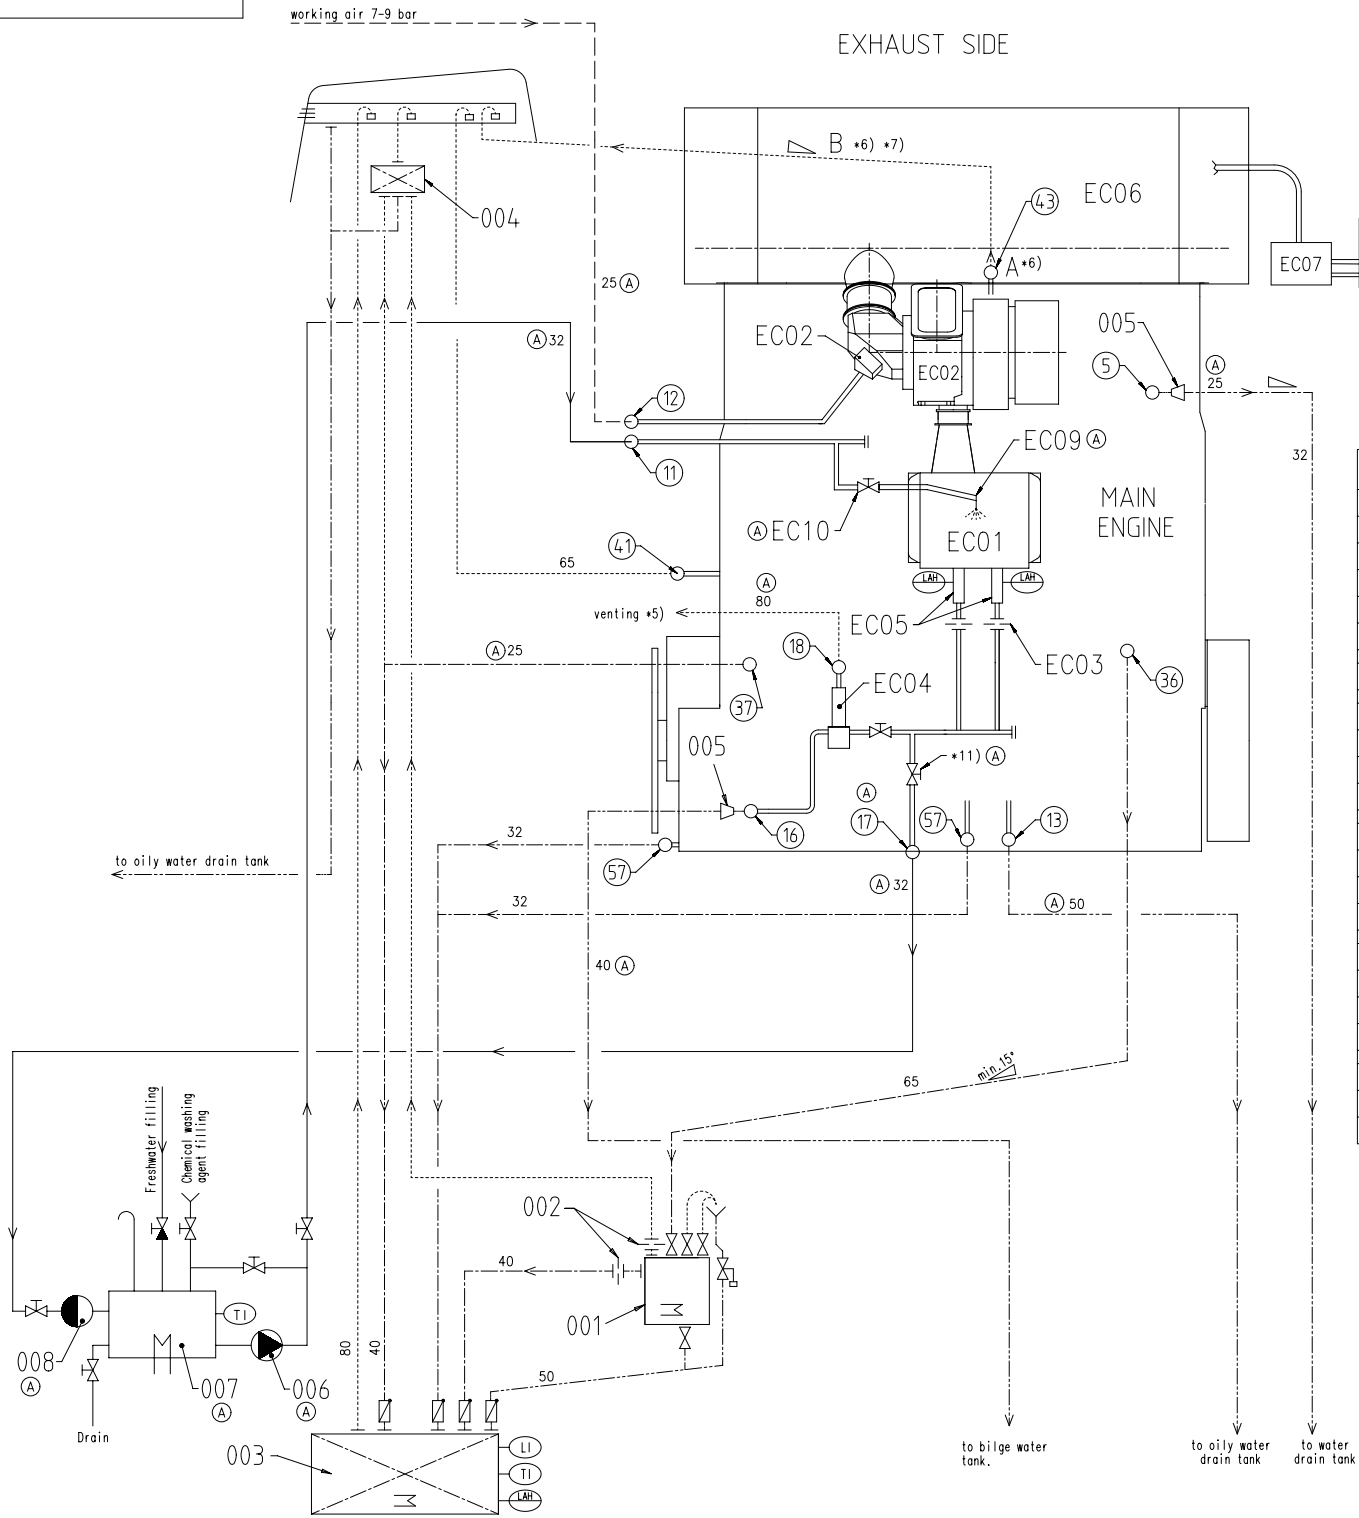 working air 7-9 bar
EXHAUST SIDE
B *6) *7)
43
EC06
004
A *6)
EC07
25 A
A 32
EC02
EC02
005
5
A
25
12
11
EC09 A
32
MAIN
ENGINE
A EC10
EC01
41
65
LAH
LAH
A
80
venting *5)
EC05
18
EC03
A 25
EC04
36
37
005
*11) A
A
16
17
57
13
32
57
to oily water drain tank
A 32
32
A 50
40 A
min.15°
65
Freshwater filling
Chemical washing
agent filling
002
40
TI
001
008
A
007
A
006
A
80
40
50
Drain
003
LI
TI
LAH
to bilge water
tank.
to oily water
drain tank
to water
drain tank